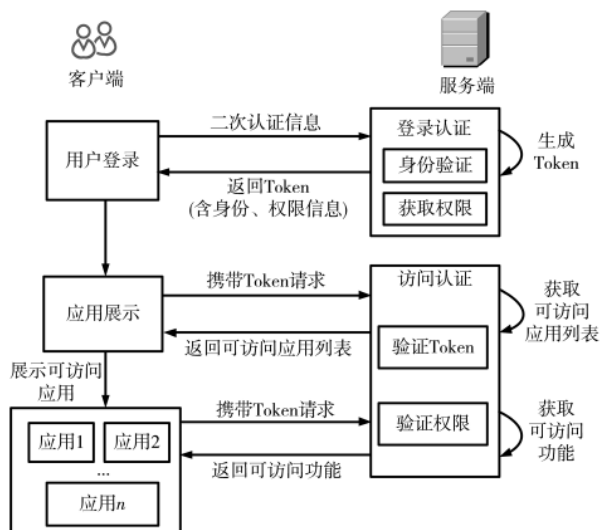 客户端
服务端
用户登录
二次认证信息
登录认证
身份验证
获取权限
生成
Token
返回Token
(含身份、权限信息)
应用展示
携带Token请求
访问认证
获取
可访问
应用列表
返回可访问应用列表
验证Token
展示可访问
应用
携带Token请求
验证权限
获取
可访问
功能
返回可访问功能
应用1
应用2
...
应用n